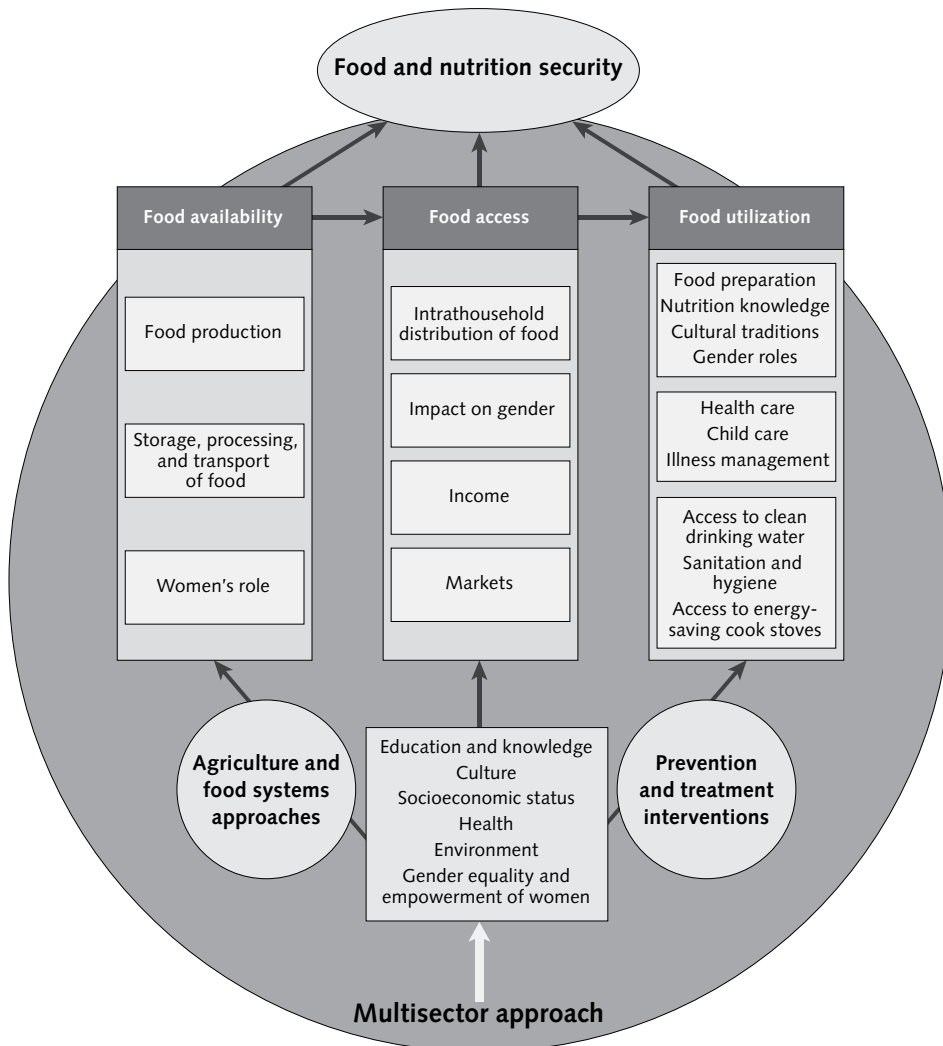 Food and nutrition security
Food availability
Food production
Storage, processing,
and transport
of food
Women's role
Food access
Intrahousehold
distribution of food
Impact on gender
Income
Markets
Food utilization
Food preparation
Nutrition knowledge
Cultural traditions
Gender roles
Health care
Child care
Illness management
Access to clean
drinking water
Sanitation and
hygiene
Access to energy-
saving cook stoves
Agriculture and
food systems
approaches
Education and knowledge
Culture
Socioeconomic status
Health
Environment
Gender equality and
empowerment of women
Prevention
and treatment
interventions
Multisector approach